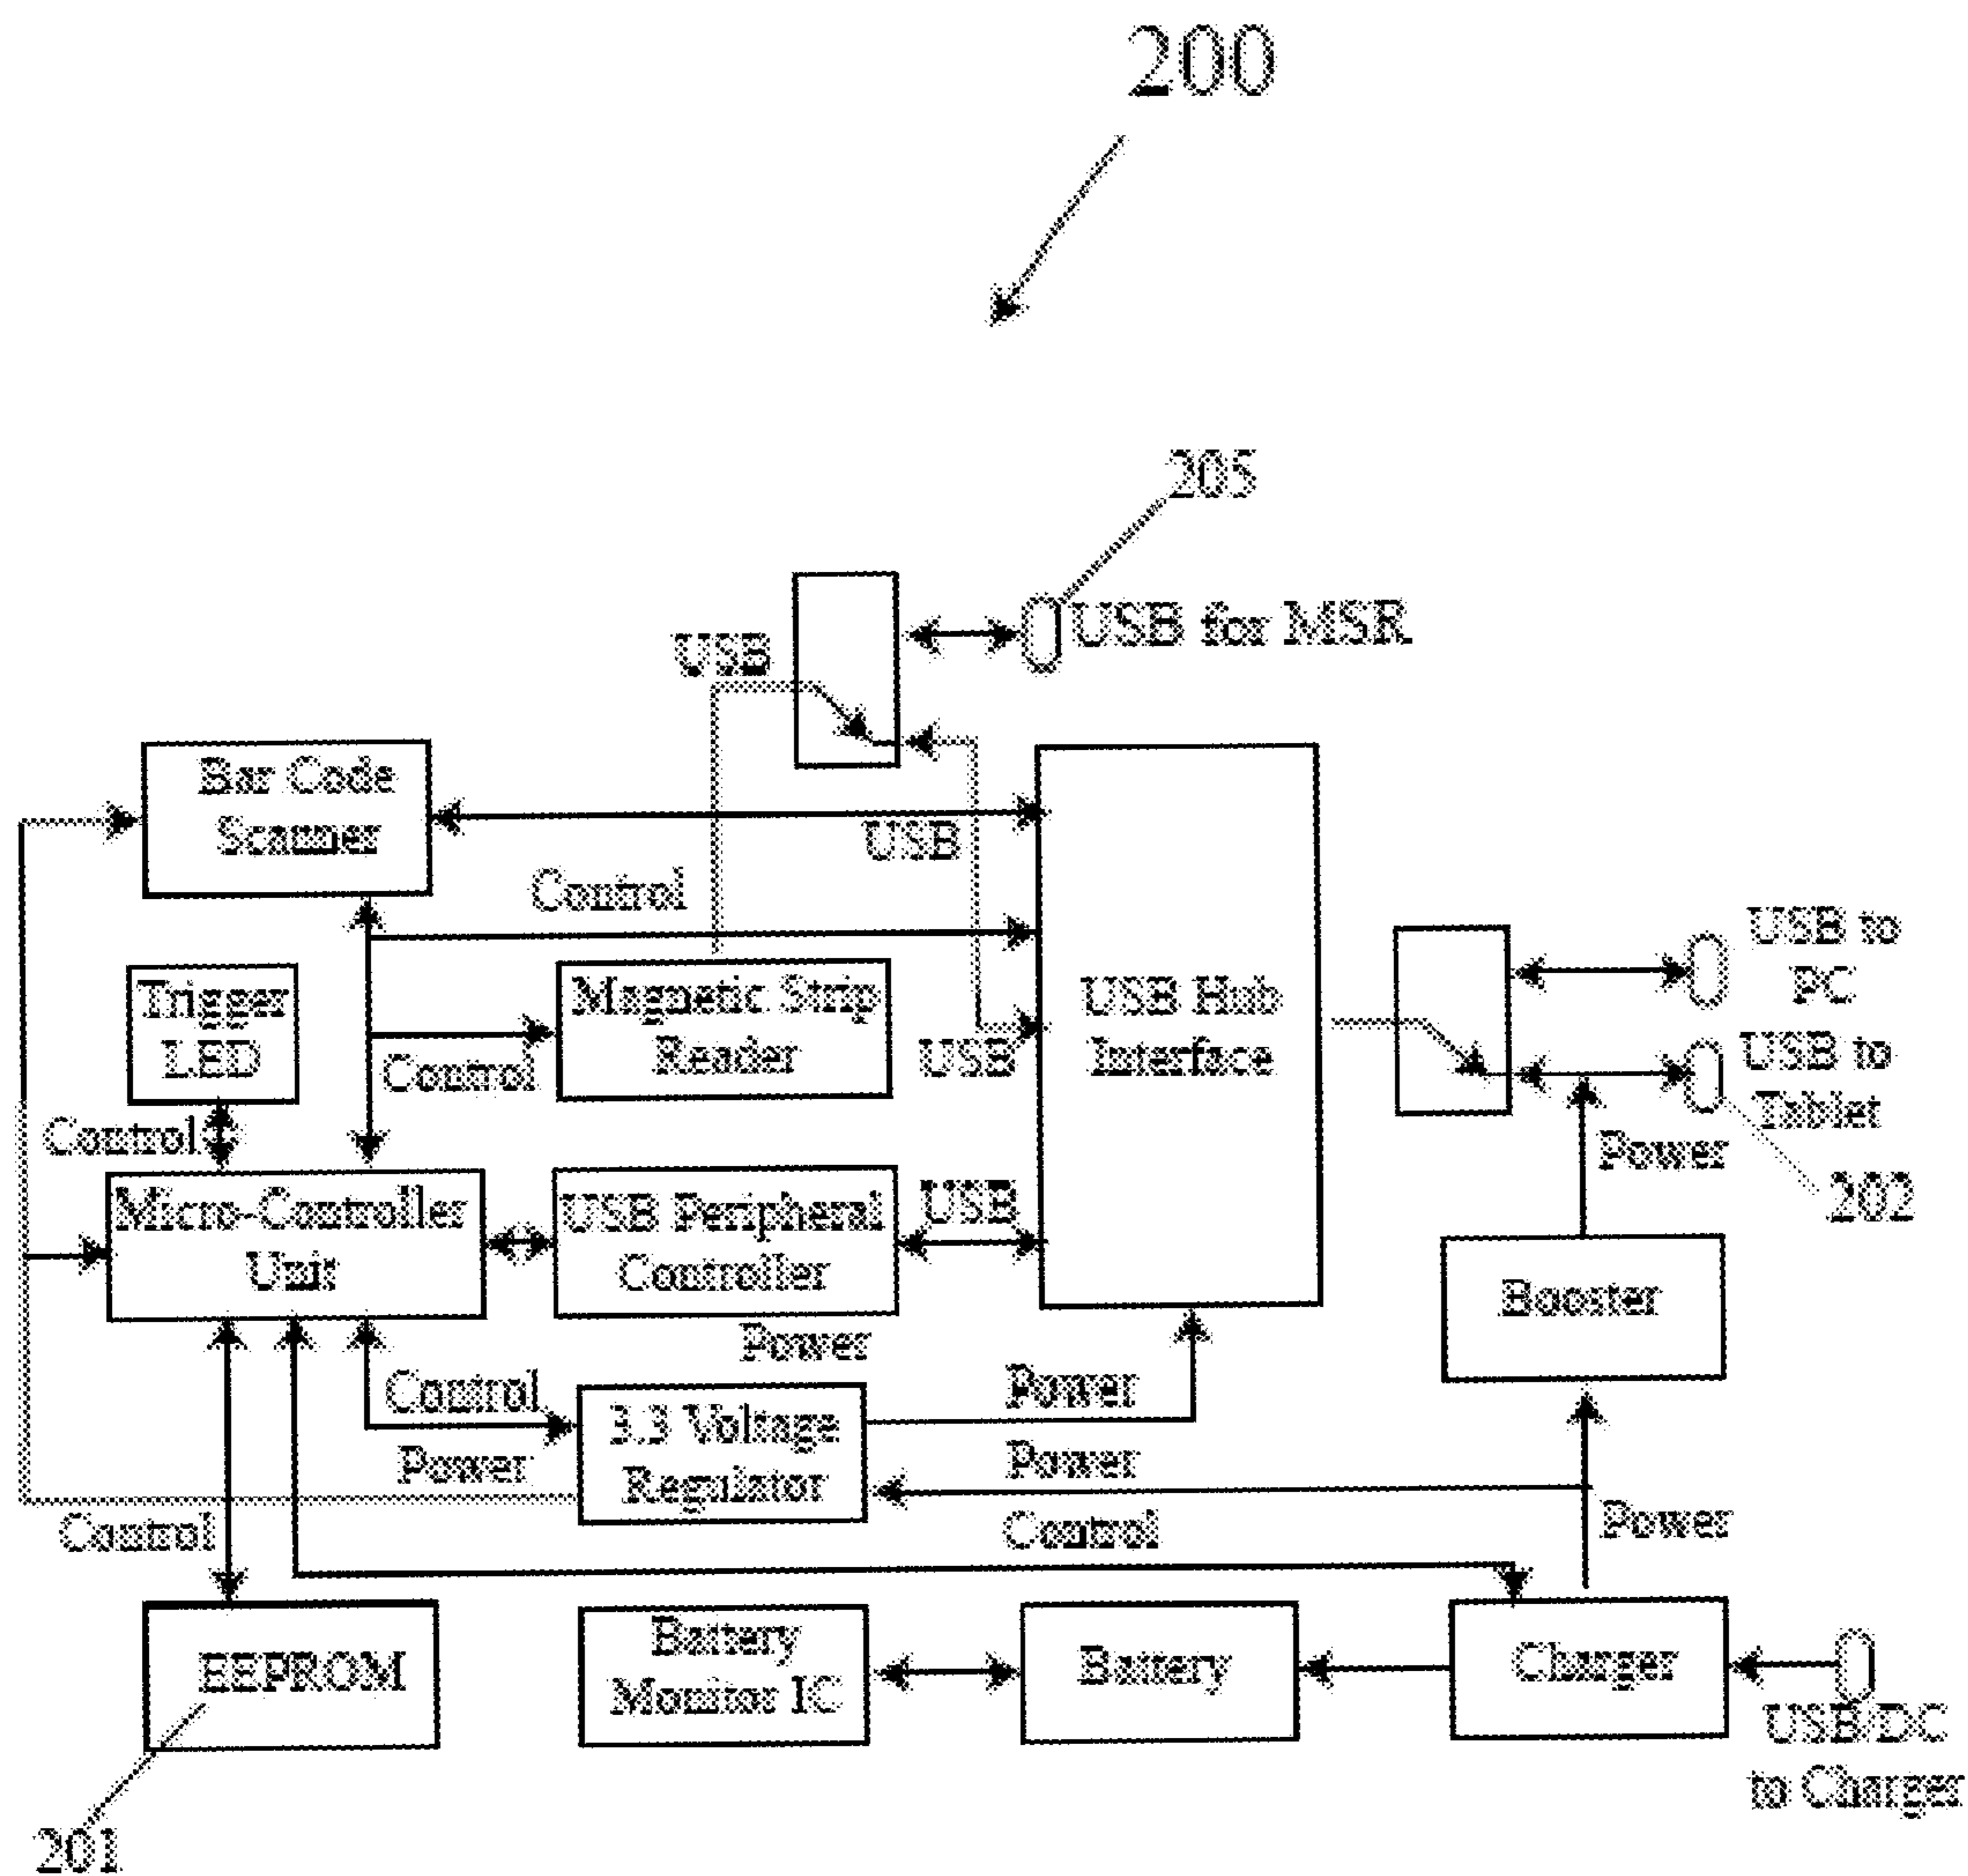 200
205
USB for MSR
USB
Bar Code
Scanner
USB
Control
USB to
PC
Trigger
LED
Magnetic Strip
Reader
USB Hub
Interface
Control
USB
USB to
Tablet
Control
Power
202
Micro-Controller
Unit
USB Peripheral
Controller
USB
Booster
Power
Control
Power
3.3 Voltage
Regulator
Power
Power
Control
Control
Power
EEPROM
Battery
Monitor IC
Battery
Charger
USB/DC
to Charger
201